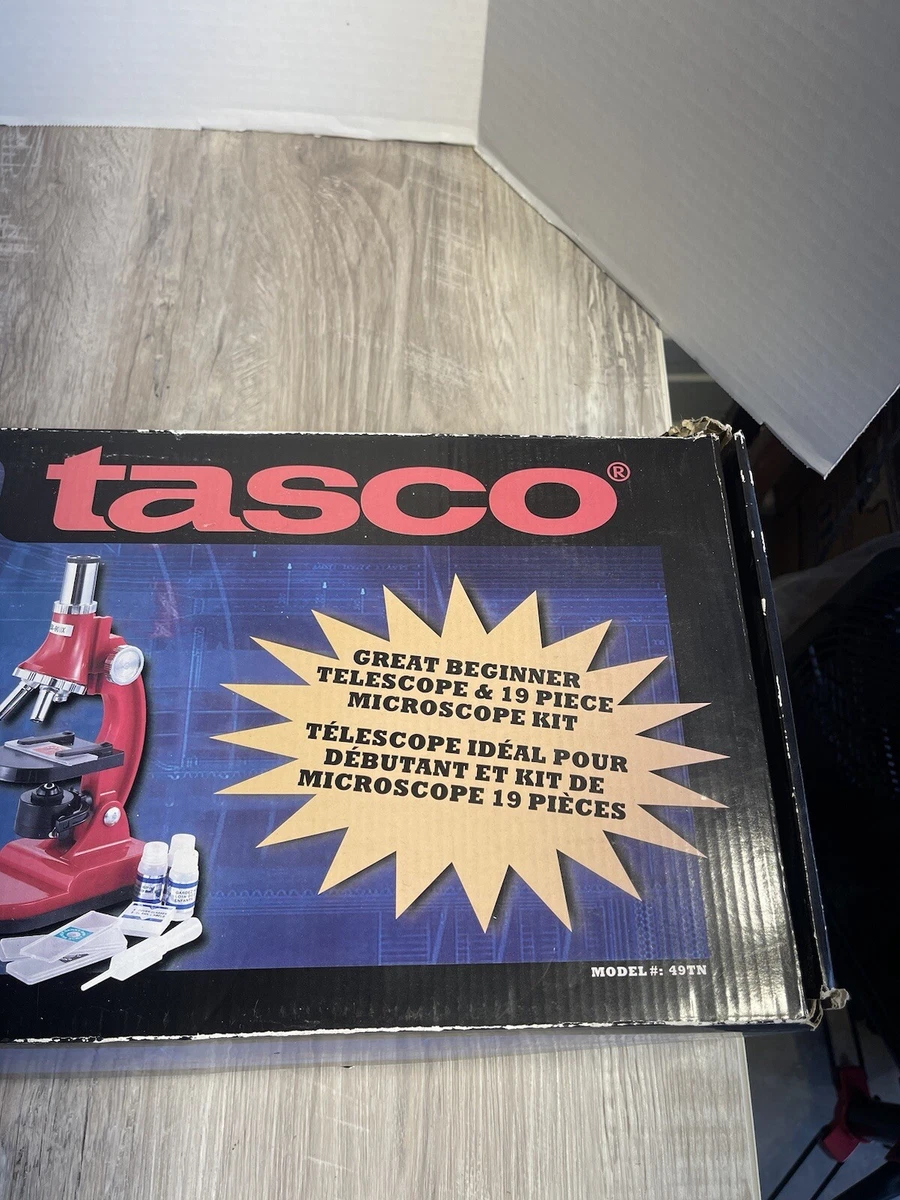 tasco®
GREAT BEGINNER
TELESCOPE & 19 PIECE
MICROSCOPE KIT
TÉLESCOPE IDÉAL POUR
DÉBUTANT ET KIT DE
MICROSCOPE 19 PIÈCES
MODEL #: 49TN